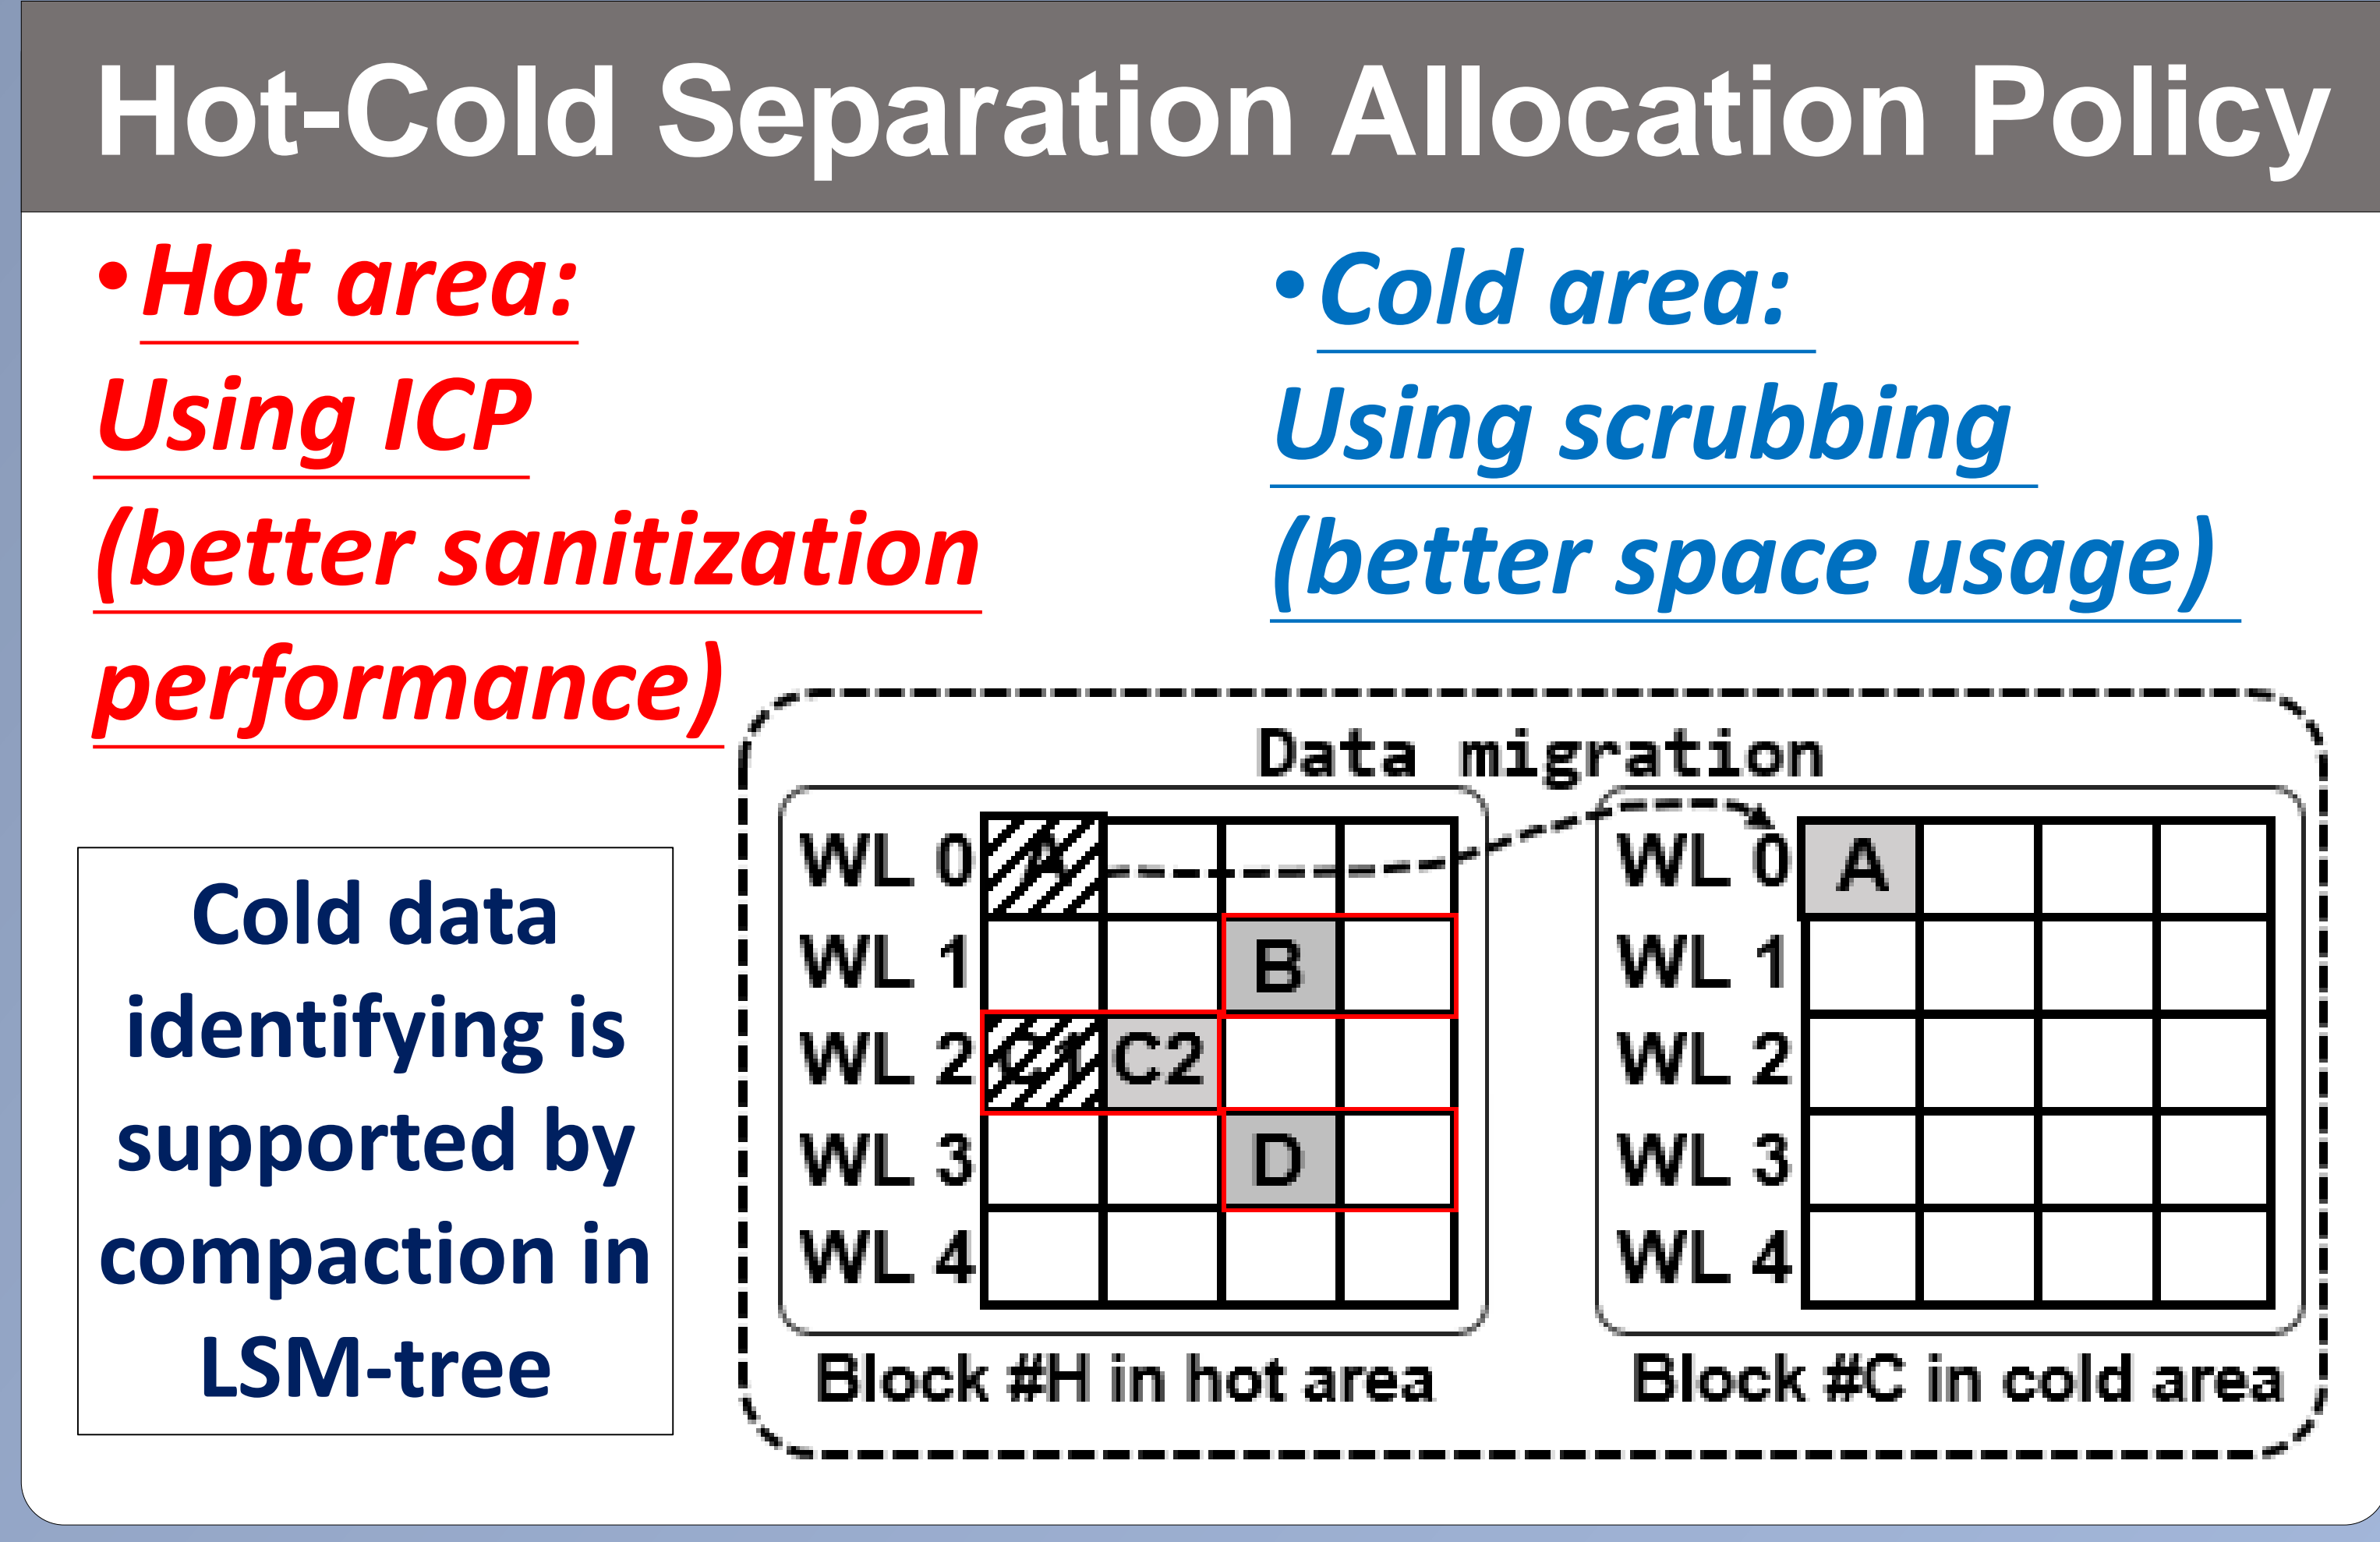 Hot-Cold Separation Allocation Policy
•Hot area:
Using ICP
(better sanitization
performance)
•Cold area:
Using scrubbing
(better space usage)
Cold data
identifying is
supported by
compaction in
LSM-tree
Data migration
WL 0 A
WL 1 B
WL 2 C1 C2
WL 3 D
WL 4
Block #H in hot area
WL 0 A
WL 1
WL 2
WL 3
WL 4
Block #C in cold area